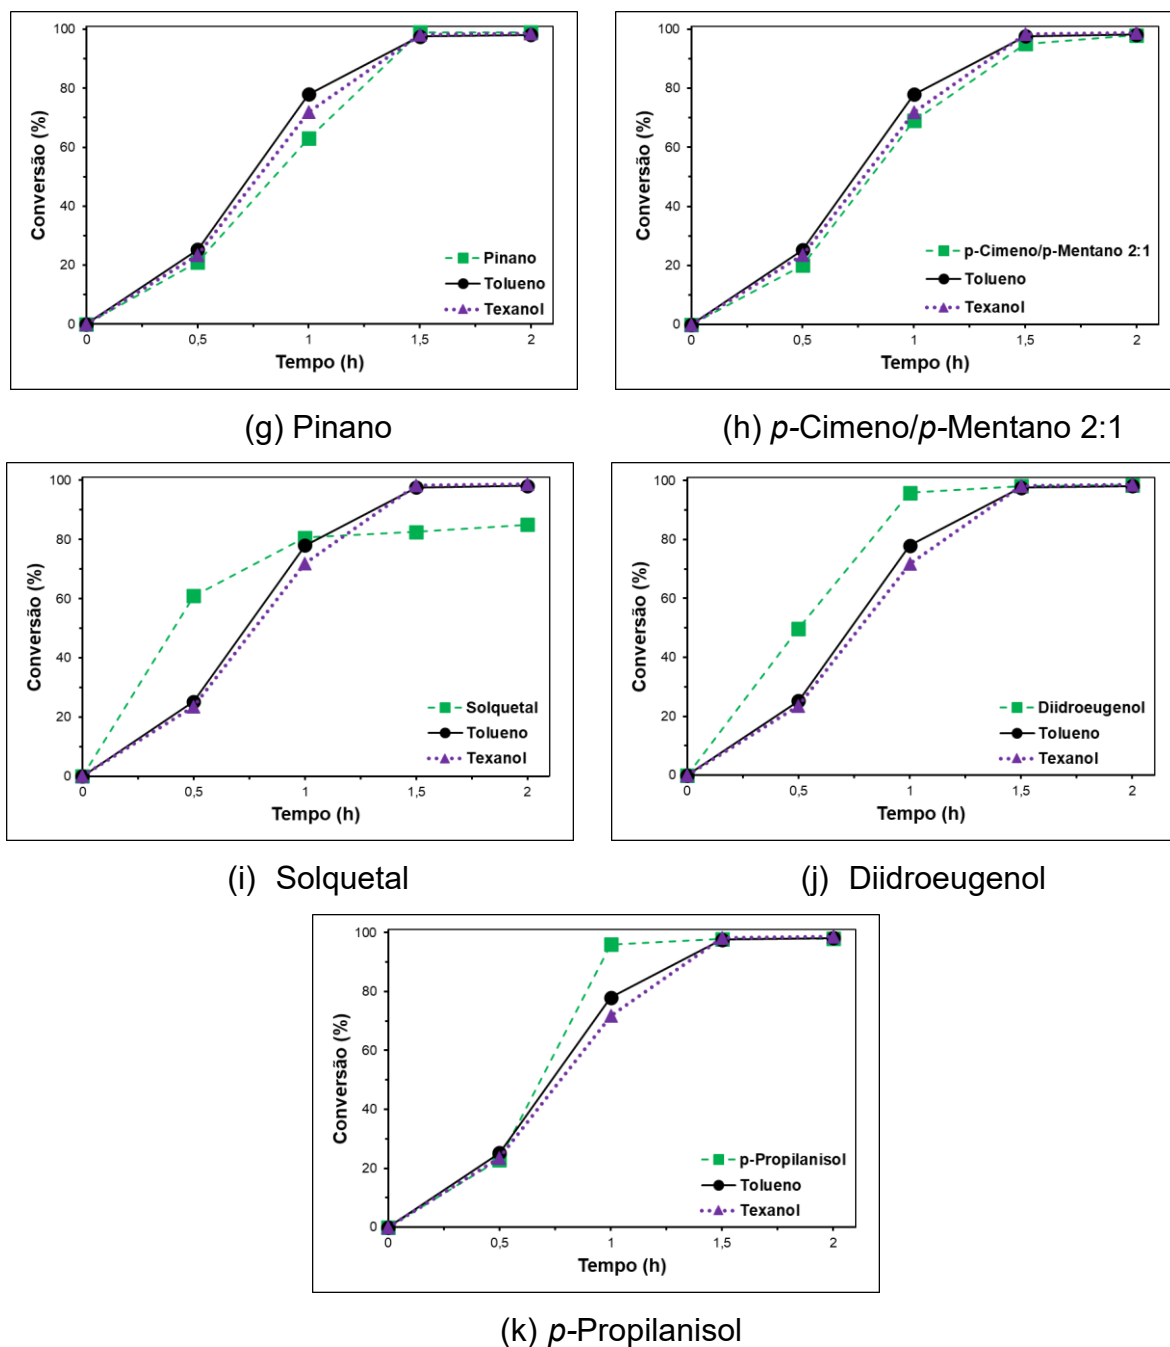 100
80
60
40
20
0
Conversão (%)
Pinano
Tolueno
Texanol
0 0,5 1 1,5 2
Tempo (h)
(g) Pinano
100
80
60
40
20
0
Conversão (%)
p-Cimeno/p-Mentano 2:1
Tolueno
Texanol
0 0,5 1 1,5 2
Tempo (h)
(h) p-Cimeno/p-Mentano 2:1
100
80
60
40
20
0
Conversão (%)
Solquetal
Tolueno
Texanol
0 0,5 1 1,5 2
Tempo (h)
(i) Solquetal
100
80
60
40
20
0
Conversão (%)
Diidroeugenol
Tolueno
Texanol
0 0,5 1 1,5 2
Tempo (h)
(j) Diidroeugenol
100
80
60
40
20
0
Conversão (%)
p-Propilanisol
Tolueno
Texanol
0 0,5 1 1,5 2
Tempo (h)
(k) p-Propilanisol